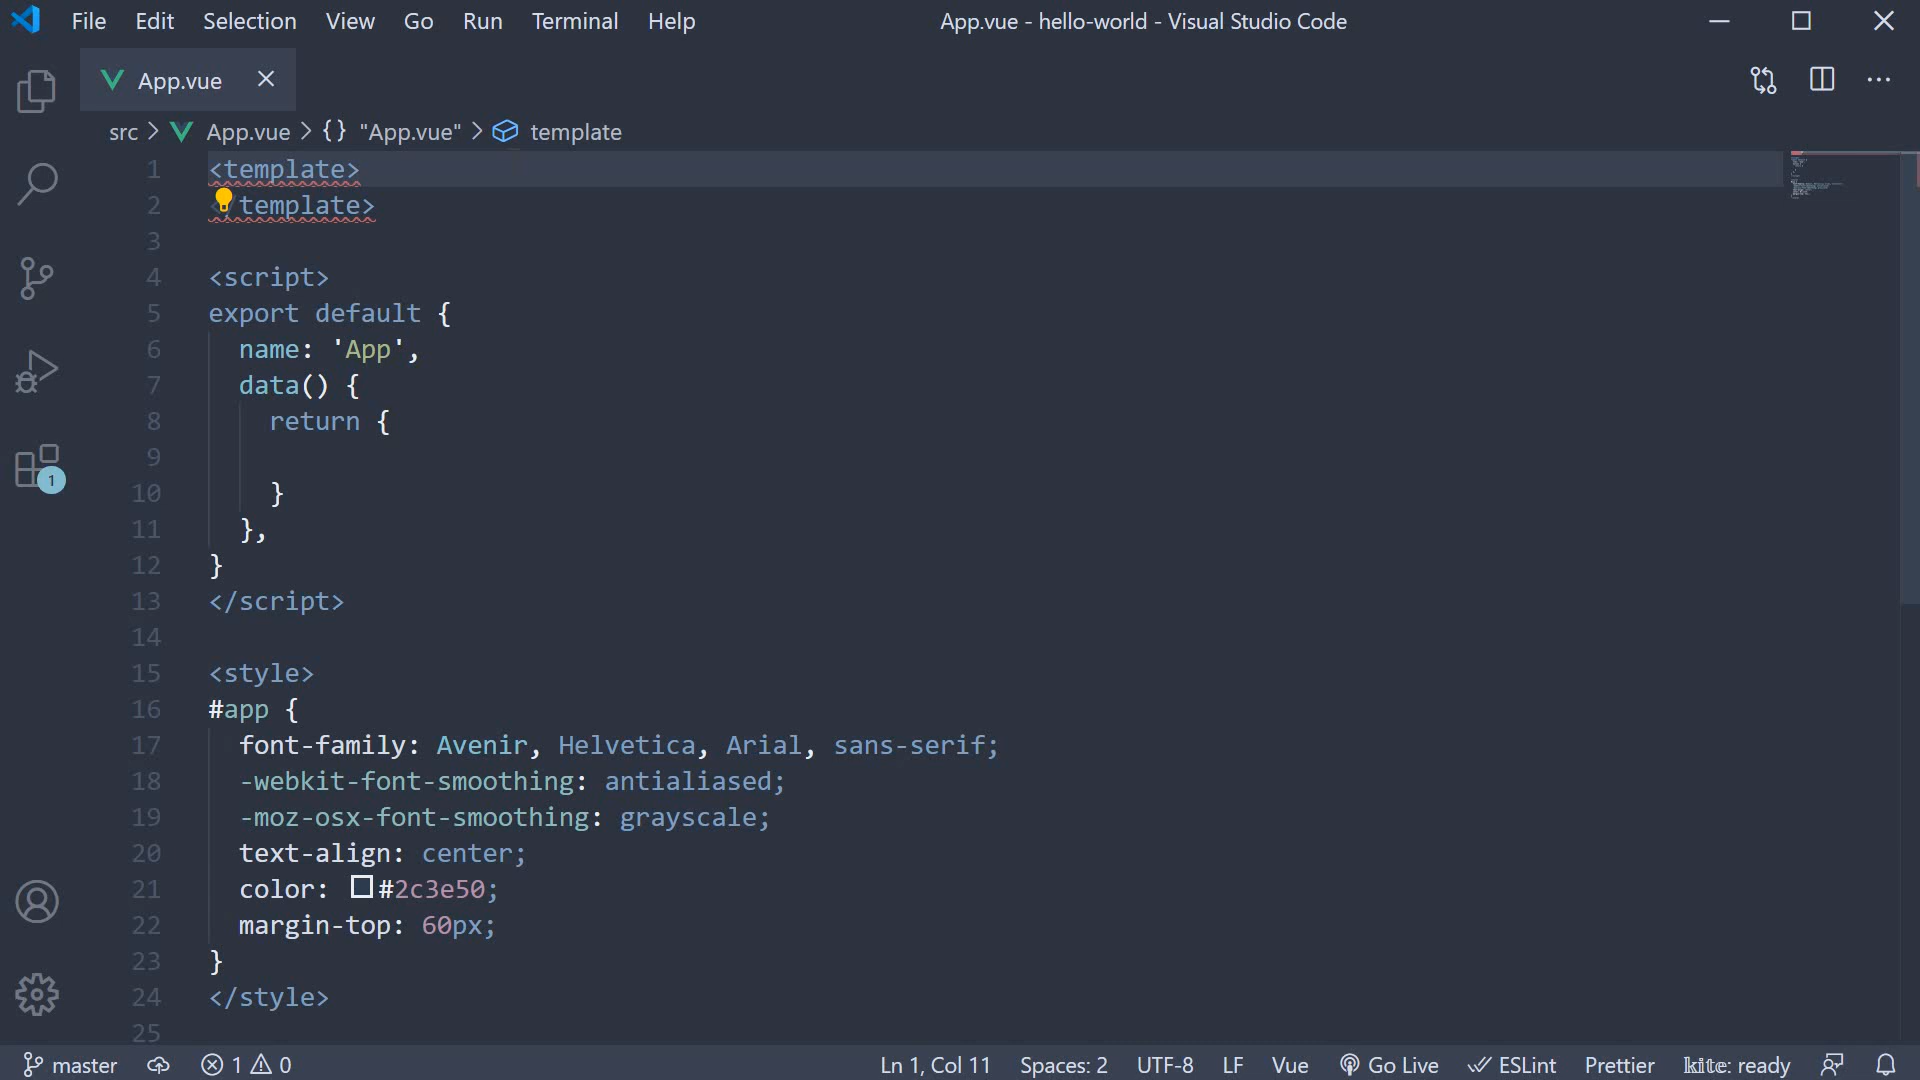 File Edit Selection View Go Run Terminal Help App.vue - hello-world - Visual Studio Code
App.vue
src > App.vue > {} "App.vue" > template
1 <template>
2 </template>
3
4 <script>
5 export default {
6 name: 'App',
7 data() {
8 return {
9
10 }
11 },
12 }
13 </script>
14
15 <style>
16 #app {
17 font-family: Avenir, Helvetica, Arial, sans-serif;
18 -webkit-font-smoothing: antialiased;
19 -moz-osx-font-smoothing: grayscale;
20 text-align: center;
21 color: #2c3e50;
22 margin-top: 60px;
23 }
24 </style>
25
1
master 1 0 Ln 1, Col 11 Spaces: 2 UTF-8 LF Vue Go Live ESLint Prettier kite: ready